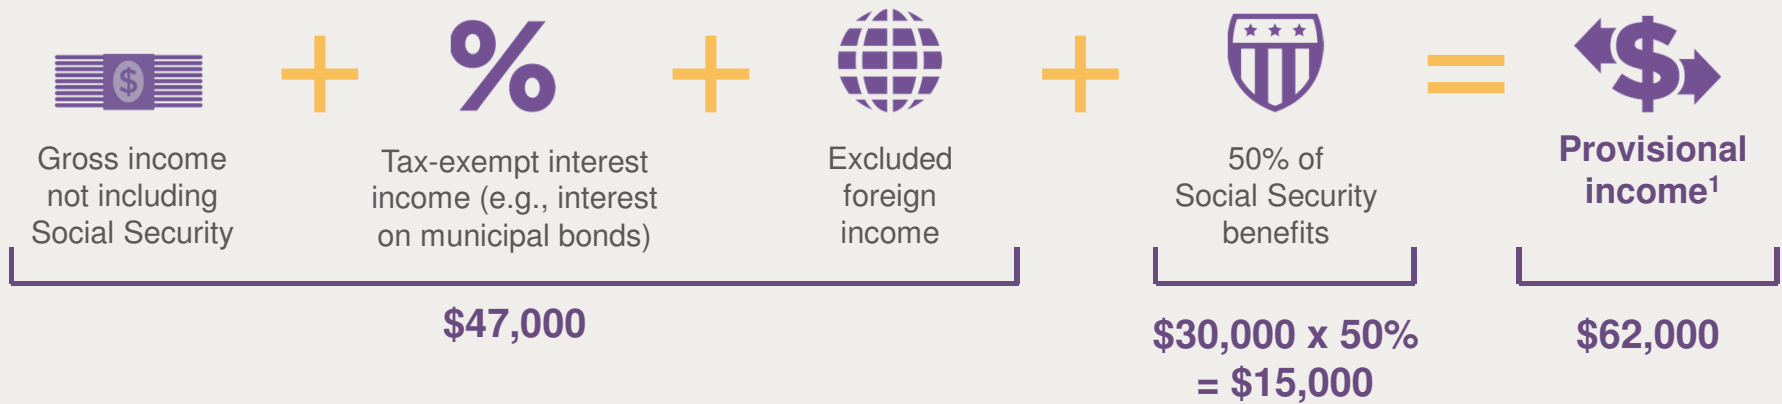 Gross income
not including
Social Security
Tax-exempt interest
income (e.g., interest
on municipal bonds)
Excluded
foreign
income
50% of
Social Security
benefits
Provisional
income¹
$47,000
$30,000 x 50%
= $15,000
$62,000